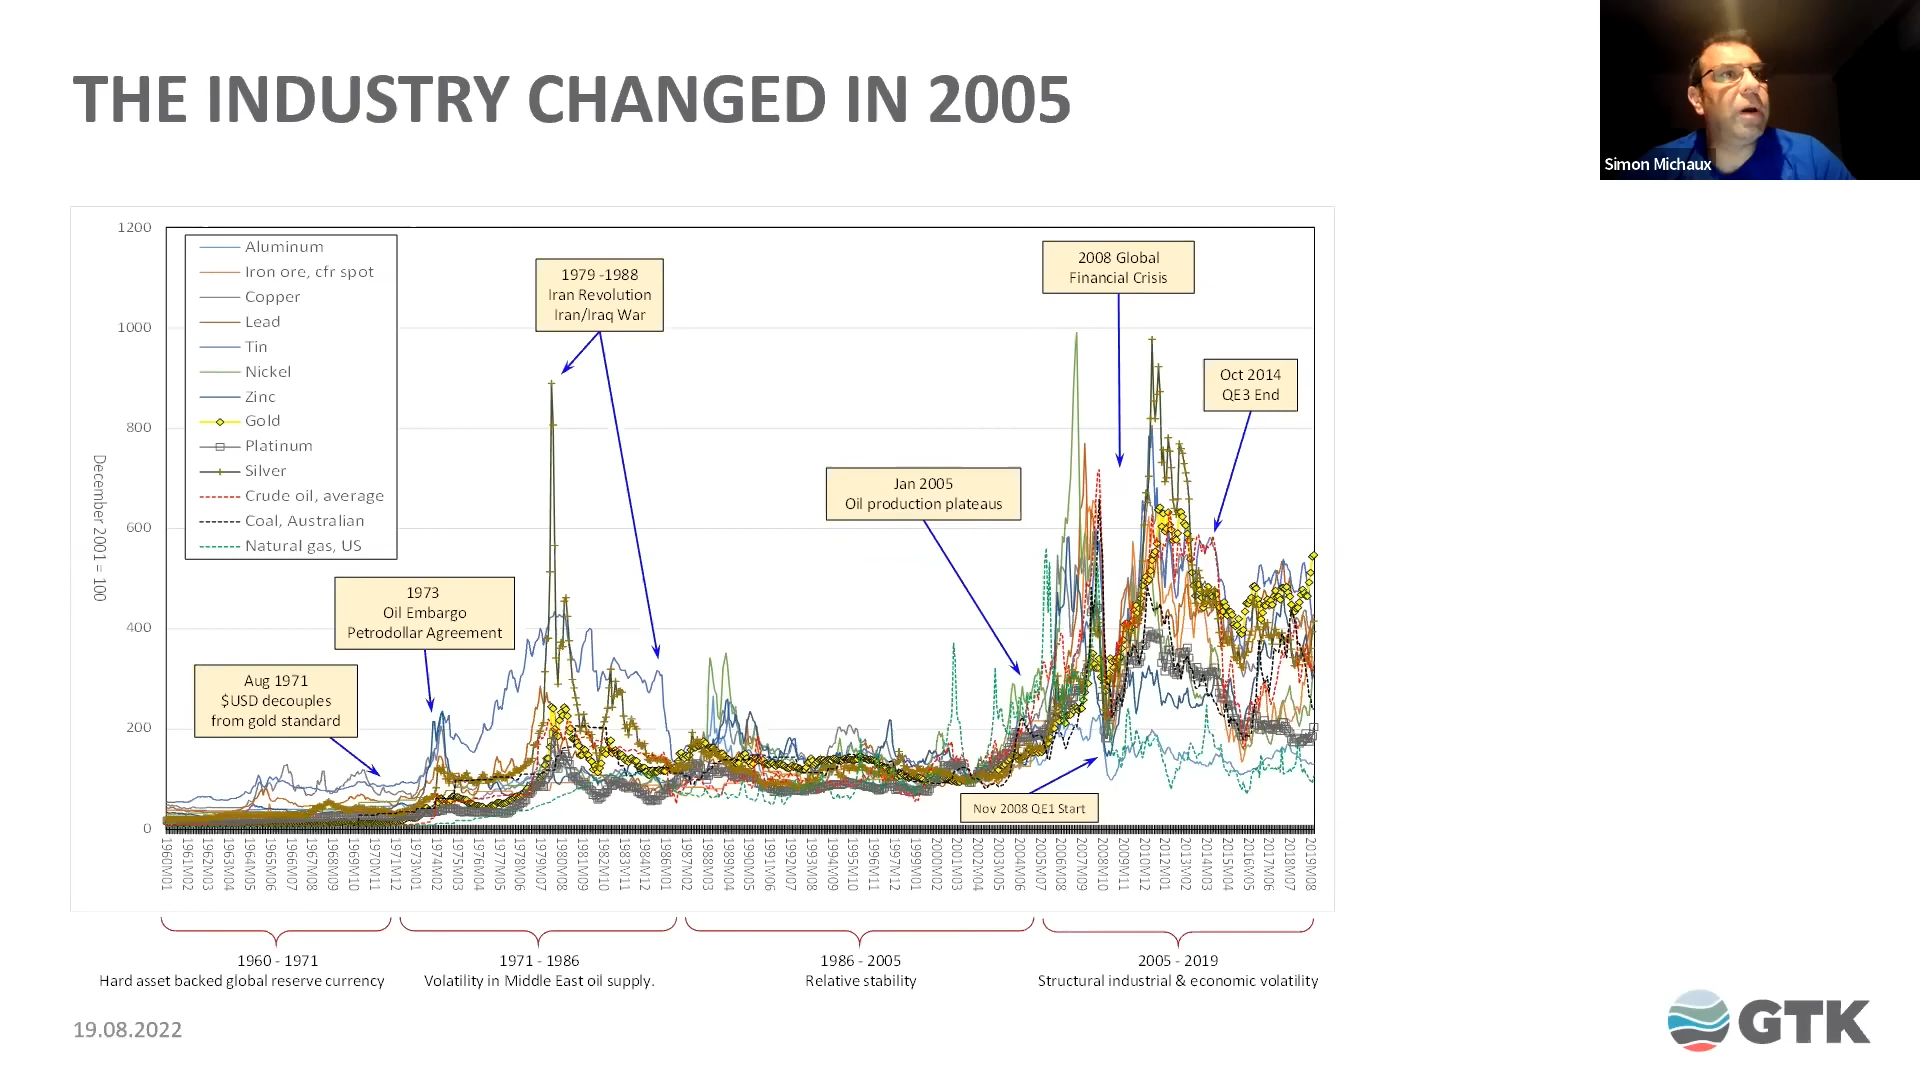 THE INDUSTRY CHANGED IN 2005
Simon Michaux
1200
1000
800
600
400
200
0
December 2001 = 100
Aluminum
Iron ore, cfr spot
Copper
Lead
Tin
Nickel
Zinc
Gold
Platinum
Silver
Crude oil, average
Coal, Australian
Natural gas, US
Aug 1971
$USD decouples
from gold standard
1973
Oil Embargo
Petrodollar Agreement
1979 -1988
Iran Revolution
Iran/Iraq War
Jan 2005
Oil production plateaus
2008 Global
Financial Crisis
Oct 2014
QE3 End
Nov 2008 QE1 Start
1960M01
1961M02
1962M03
1963M04
1964M05
1965M06
1966M07
1967M08
1968M09
1969M10
1970M11
1971M12
1973M01
1974M02
1975M03
1976M04
1977M05
1978M06
1979M07
1980M08
1981M09
1982M10
1983M11
1984M12
1986M01
1987M02
1988M03
1989M04
1990M05
1991M06
1992M07
1993M08
1994M09
1995M10
1996M11
1997M12
1999M01
2000M02
2001M03
2002M04
2003M05
2004M06
2005M07
2006M08
2007M09
2008M10
2009M11
2010M12
2012M01
2013M02
2014M03
2015M04
2016M05
2017M06
2018M07
2019M08
1960 - 1971
Hard asset backed global reserve currency
1971 - 1986
Volatility in Middle East oil supply.
1986 - 2005
Relative stability
2005 - 2019
Structural industrial & economic volatility
19.08.2022
GTK